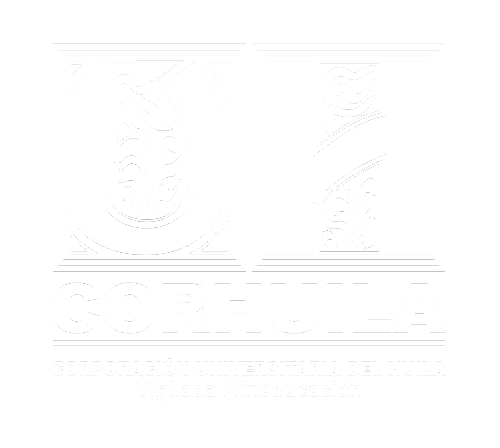 CORHUILA
CORPORACIÓN UNIVERSITARIA DEL HUILA
Vigilada Mineducación